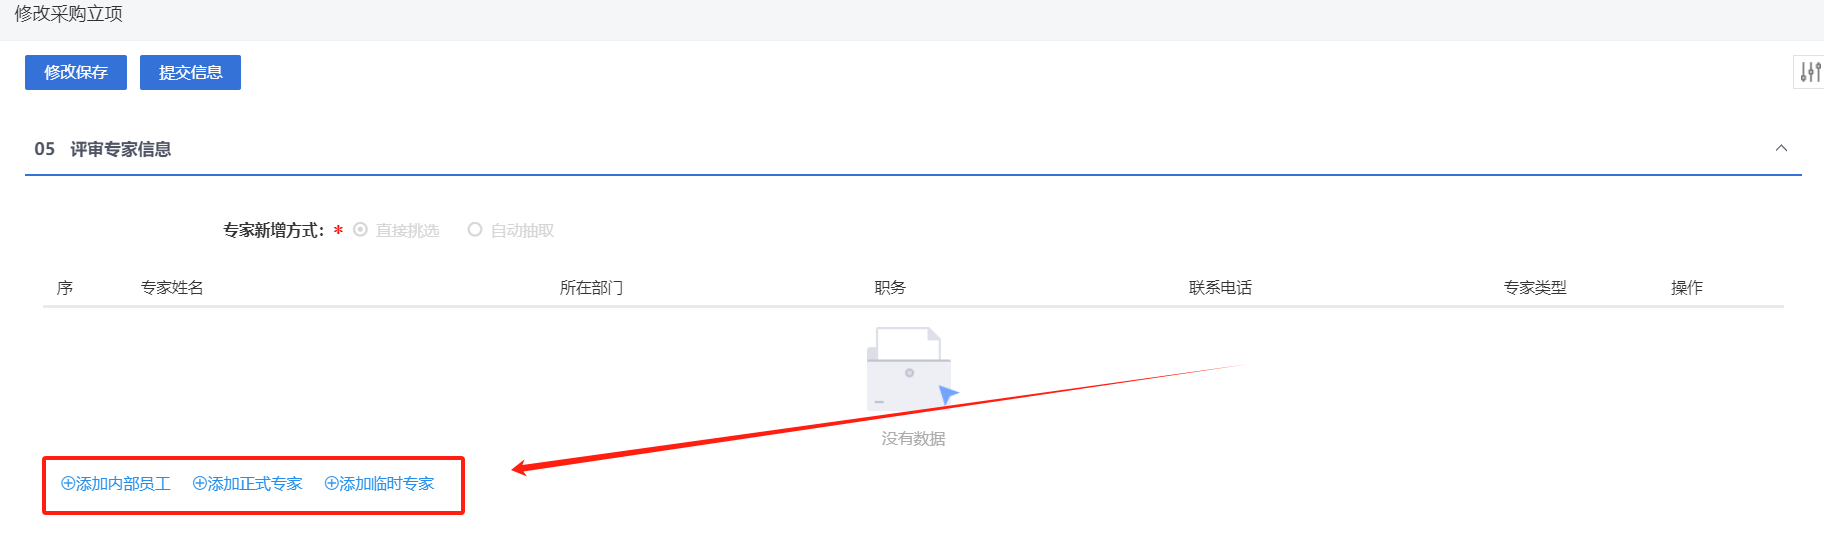 修改采购立项
修改保存 提交信息
05 评审专家信息
专家新增方式：* 直接挑选 自动抽取
序 专家姓名 所在部门 职务 联系电话 专家类型 操作
没有数据
添加内部员工 添加正式专家 添加临时专家